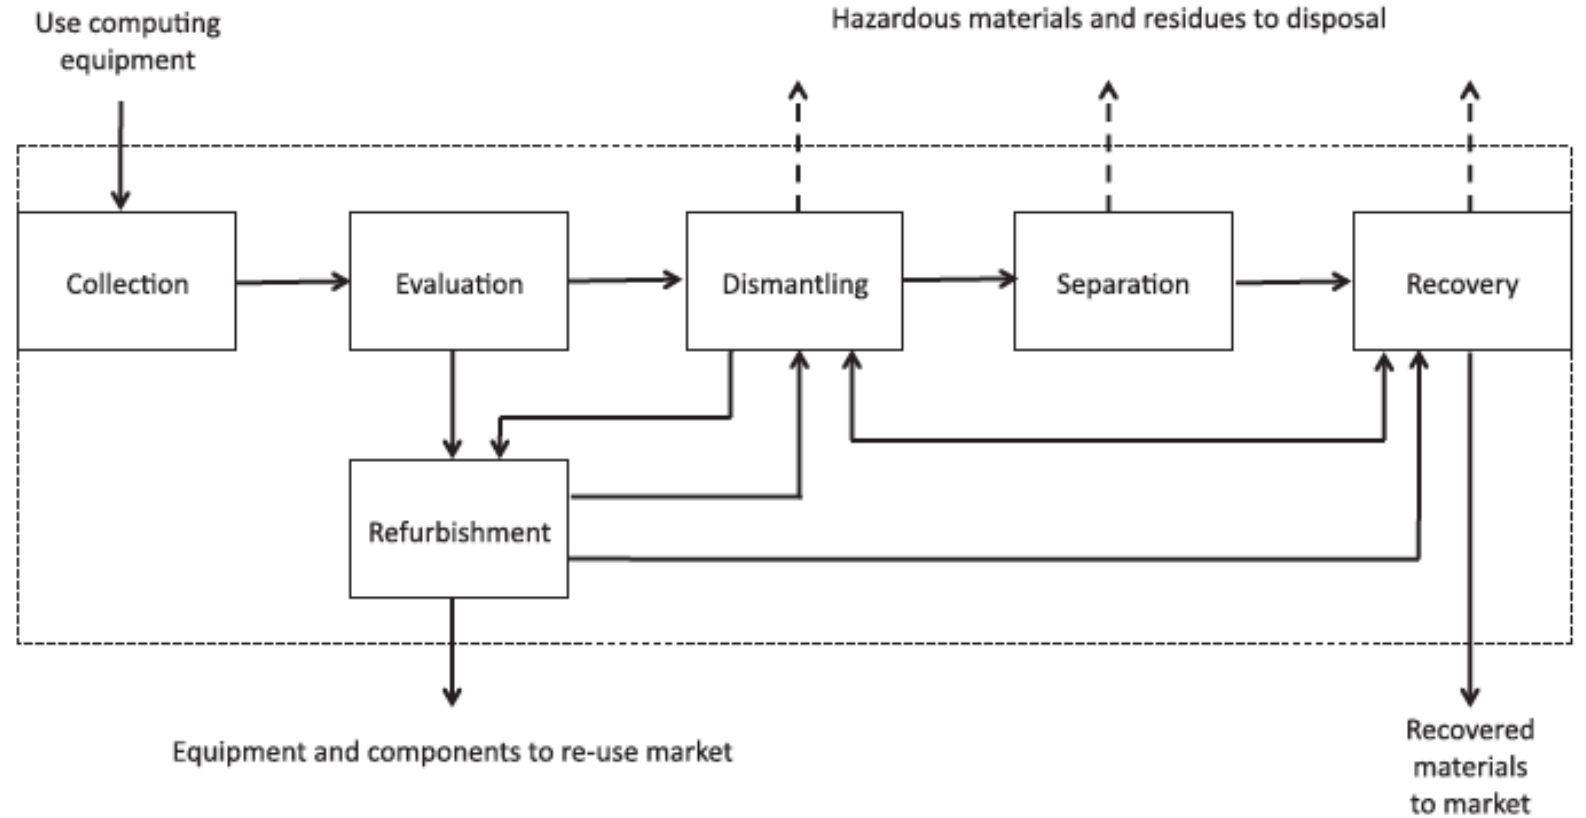 Use computing
equipment
Hazardous materials and residues to disposal
Collection
Evaluation
Dismantling
Separation
Recovery
Refurbishment
Equipment and components to re-use market
Recovered
materials
to market